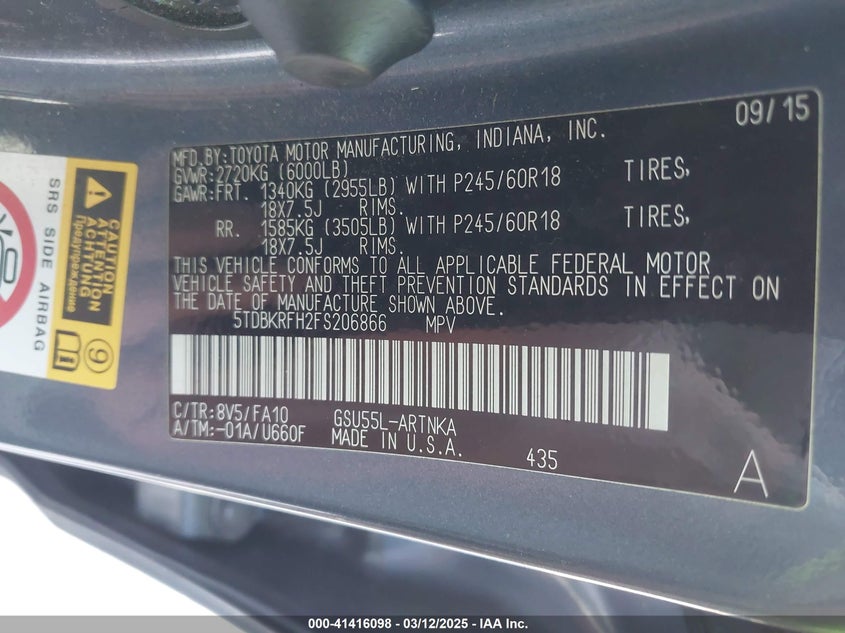 09/15
MFD.BY:TOYOTA MOTOR MANUFACTURING, INDIANA, INC.
GVWR:2720KG (6000LB)
GAWR:FRT. 1340KG (2955LB) WITH P245/60R18 TIRES,
18X7.5J RIMS.
RR. 1585KG (3505LB) WITH P245/60R18 TIRES,
18X7.5J RIMS.
THIS VEHICLE CONFORMS TO ALL APPLICABLE FEDERAL MOTOR
VEHICLE SAFETY AND THEFT PREVENTION STANDARDS IN EFFECT ON
THE DATE OF MANUFACTURE SHOWN ABOVE.
5TDBKRFH2FS206866 MPV
C/TR:8V5/FA10 GSU55L-ARTNKA
A/TM:-01A/U660F MADE IN U.S.A.
435
A
SRS SIDE AIRBAG
CAUTION
ATTENTION
ACHTUNG
Предупреждение
9
000-41416098 - 03/12/2025 - IAA Inc.